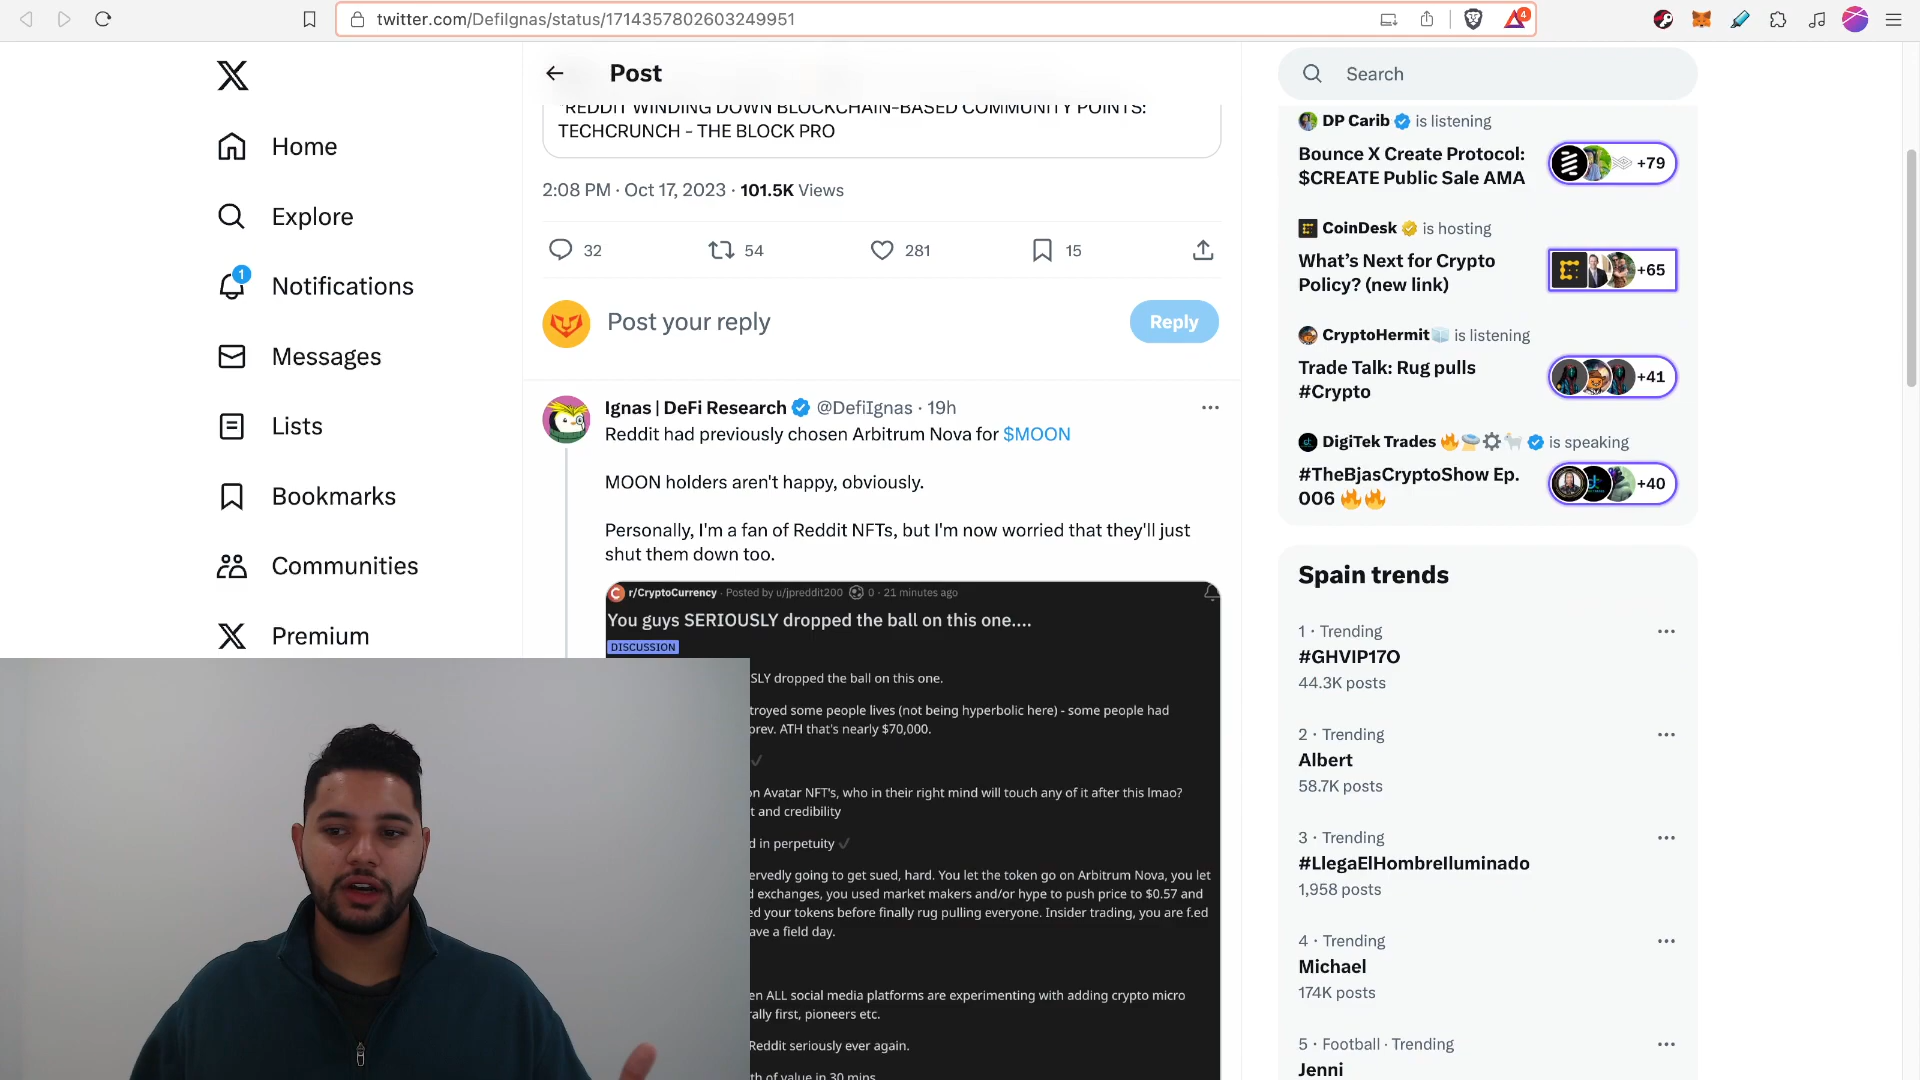 twitter.com/DefiIgnas/status/1714357802603249951
4
Post
Search
Home
Explore
1
Notifications
Messages
Lists
Bookmarks
Communities
Premium
"REDDIT WINDING DOWN BLOCKCHAIN-BASED COMMUNITY POINTS:
TECHCRUNCH - THE BLOCK PRO
2:08 PM · Oct 17, 2023 · 101.5K Views
32
54
281
15
Post your reply
Reply
Ignas | DeFi Research @DefiIgnas · 19h
Reddit had previously chosen Arbitrum Nova for $MOON
MOON holders aren't happy, obviously.
Personally, I'm a fan of Reddit NFTs, but I'm now worried that they'll just
shut them down too.
r/CryptoCurrency · Posted by u/jpreddit200 0 · 21 minutes ago
You guys SERIOUSLY dropped the ball on this one....
DISCUSSION
SLY dropped the ball on this one.
troyed some people lives (not being hyperbolic here) - some people had
prev. ATH that's nearly $70,000.
on Avatar NFT's, who in their right mind will touch any of it after this lmao?
t and credibility
d in perpetuity ✓
ervedly going to get sued, hard. You let the token go on Arbitrum Nova, you let
d exchanges, you used market makers and/or hype to push price to $0.57 and
ed your tokens before finally rug pulling everyone. Insider trading, you are f.ed
ave a field day.
en ALL social media platforms are experimenting with adding crypto micro
rally first, pioneers etc.
Reddit seriously ever again.
th of value in 30 mins
DP Carib is listening
Bounce X Create Protocol:
$CREATE Public Sale AMA
+79
CoinDesk is hosting
What's Next for Crypto
Policy? (new link)
+65
CryptoHermit is listening
Trade Talk: Rug pulls
#Crypto
+41
DigiTek Trades is speaking
#TheBjasCryptoShow Ep.
006 🔥🔥
+40
Spain trends
1 · Trending
#GHVIP17O
44.3K posts
2 · Trending
Albert
58.7K posts
3 · Trending
#LlegaElHombreIluminado
1,958 posts
4 · Trending
Michael
174K posts
5 · Football · Trending
Jenni